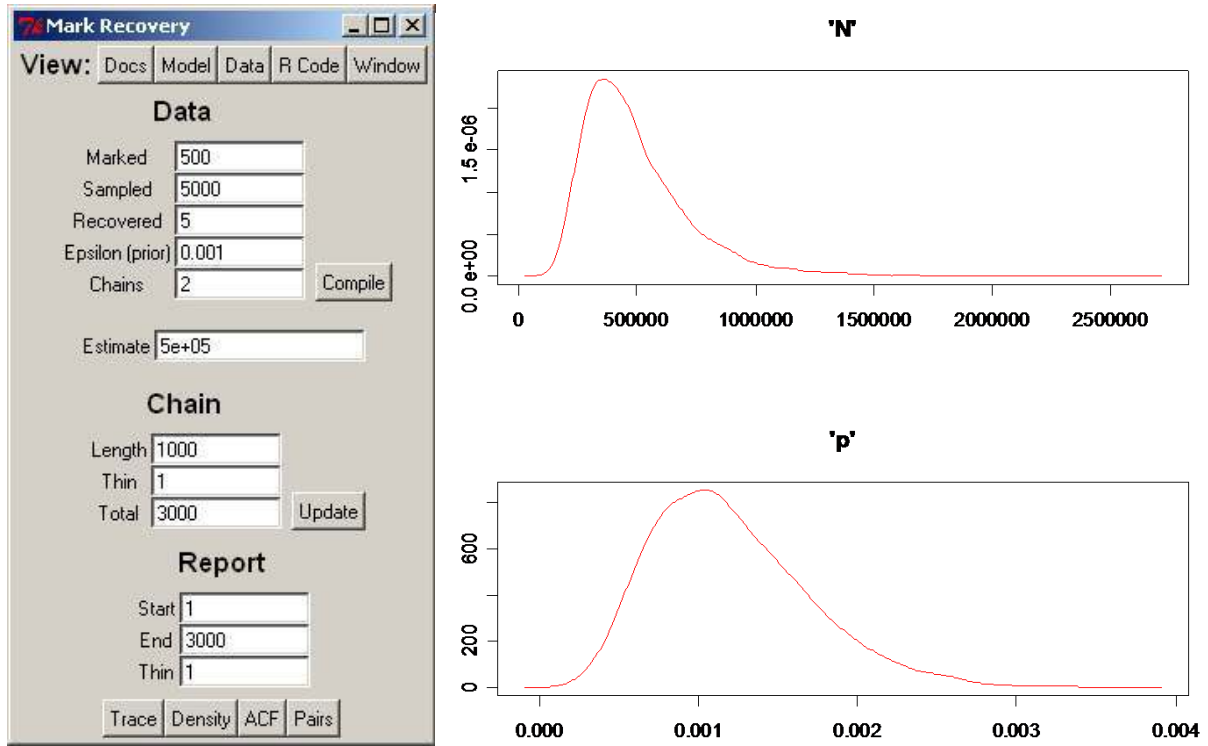 Mark Recovery
View: Docs Model Data R Code Window
Data
Marked 500
Sampled 5000
Recovered 5
Epsilon (prior) 0.001
Chains 2 Compile
Estimate 5e+05
Chain
Length 1000
Thin 1
Total 3000 Update
Report
Start 1
End 3000
Thin 1
Trace Density ACF Pairs
'N'
1.5 e-06
0.0 e+00
0 500000 1000000 1500000 2000000 2500000
'p'
600
200
0
0.000 0.001 0.002 0.003 0.004